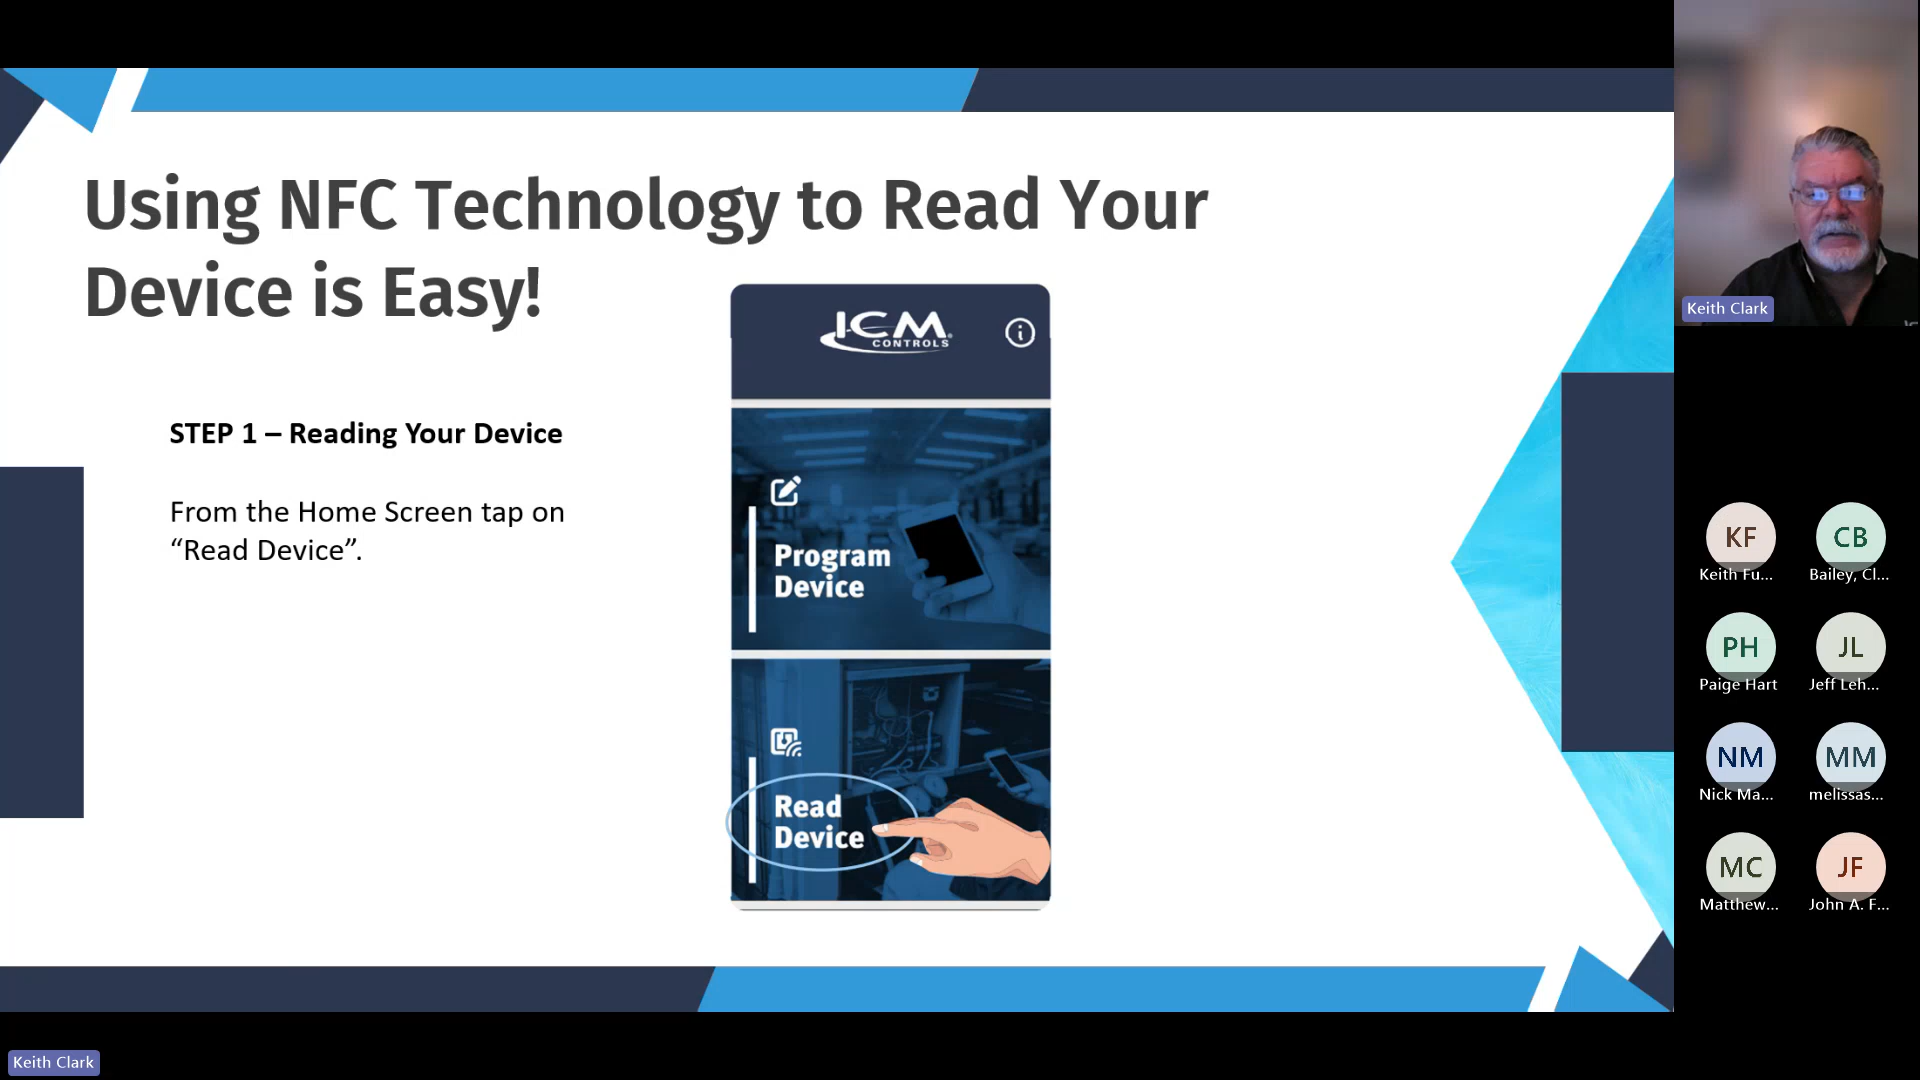 Using NFC Technology to Read Your
Device is Easy!
STEP 1 – Reading Your Device
From the Home Screen tap on
“Read Device”.
ICM
CONTROLS
Program
Device
Read
Device
Keith Clark
KF
Keith Fu...
CB
Bailey, Cl...
PH
Paige Hart
JL
Jeff Leh...
NM
Nick Ma...
MM
melissas...
MC
Matthew...
JF
John A. F...
Keith Clark